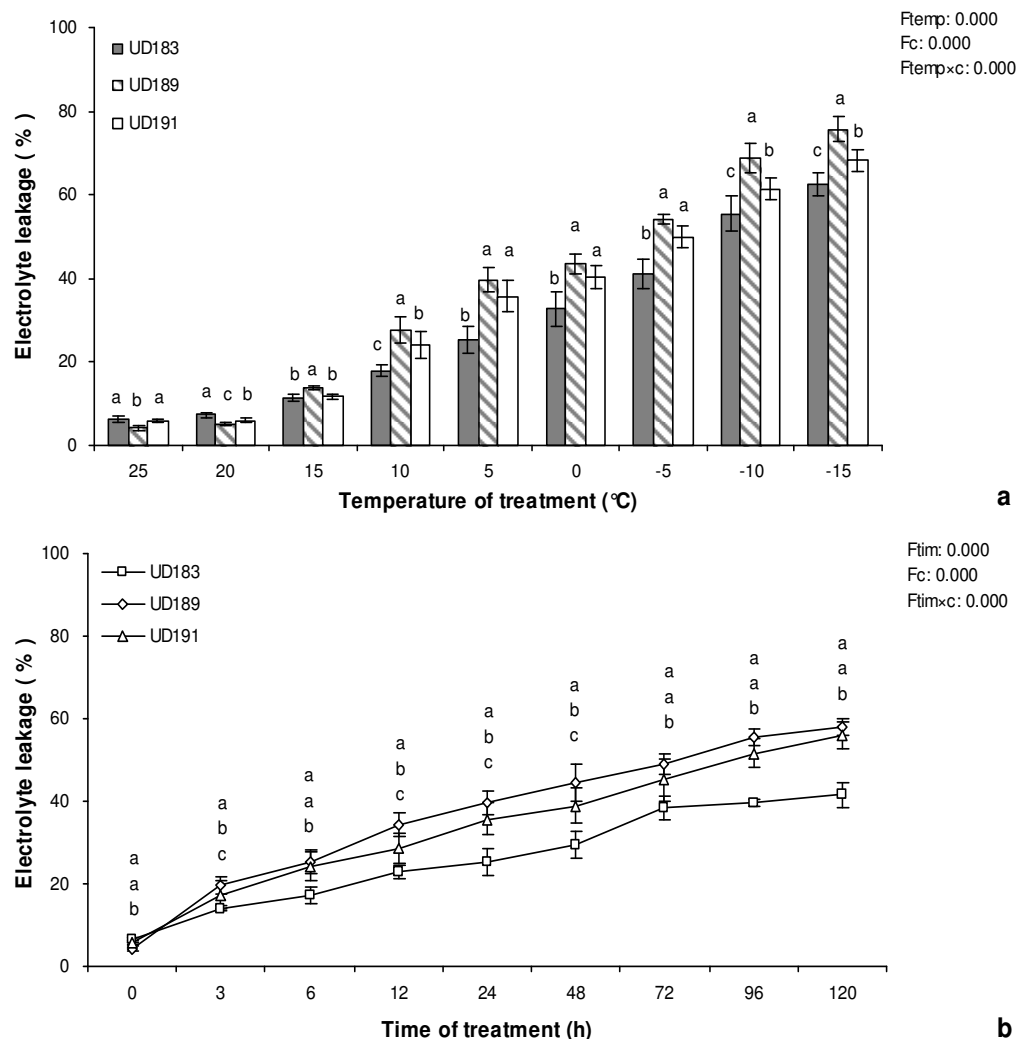 Ftemp: 0.000
Fc: 0.000
Ftemp×c: 0.000
Electrolyte leakage ( % )
100
80
60
40
20
0
UD183
UD189
UD191
a b a
a c b
b a b
c a b
b a a
b a a
b a a
c a b
c a b
25 20 15 10 5 0 -5 -10 -15
Temperature of treatment (°C)
a
Ftim: 0.000
Fc: 0.000
Ftim×c: 0.000
Electrolyte leakage ( % )
100
80
60
40
20
0
UD183
UD189
UD191
a
a
b
a
b
c
a
a
b
a
b
c
a
b
c
a
b
c
a
a
b
a
a
b
a
a
b
0 3 6 12 24 48 72 96 120
Time of treatment (h)
b